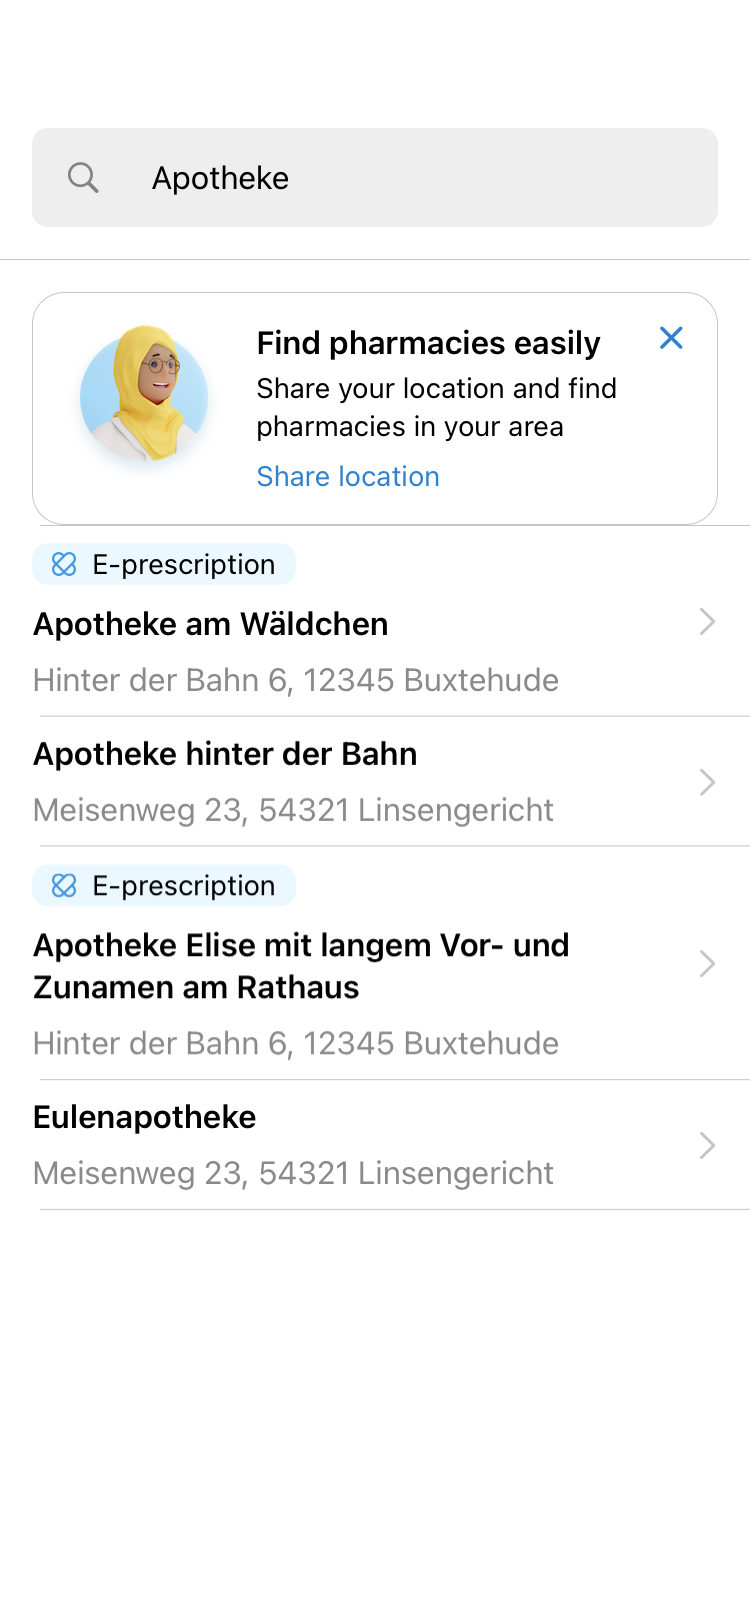 Apotheke
Find pharmacies easily
Share your location and find
pharmacies in your area
Share location
E-prescription
Apotheke am Wäldchen
Hinter der Bahn 6, 12345 Buxtehude
Apotheke hinter der Bahn
Meisenweg 23, 54321 Linsengericht
E-prescription
Apotheke Elise mit langem Vor- und
Zunamen am Rathaus
Hinter der Bahn 6, 12345 Buxtehude
Eulenapotheke
Meisenweg 23, 54321 Linsengericht